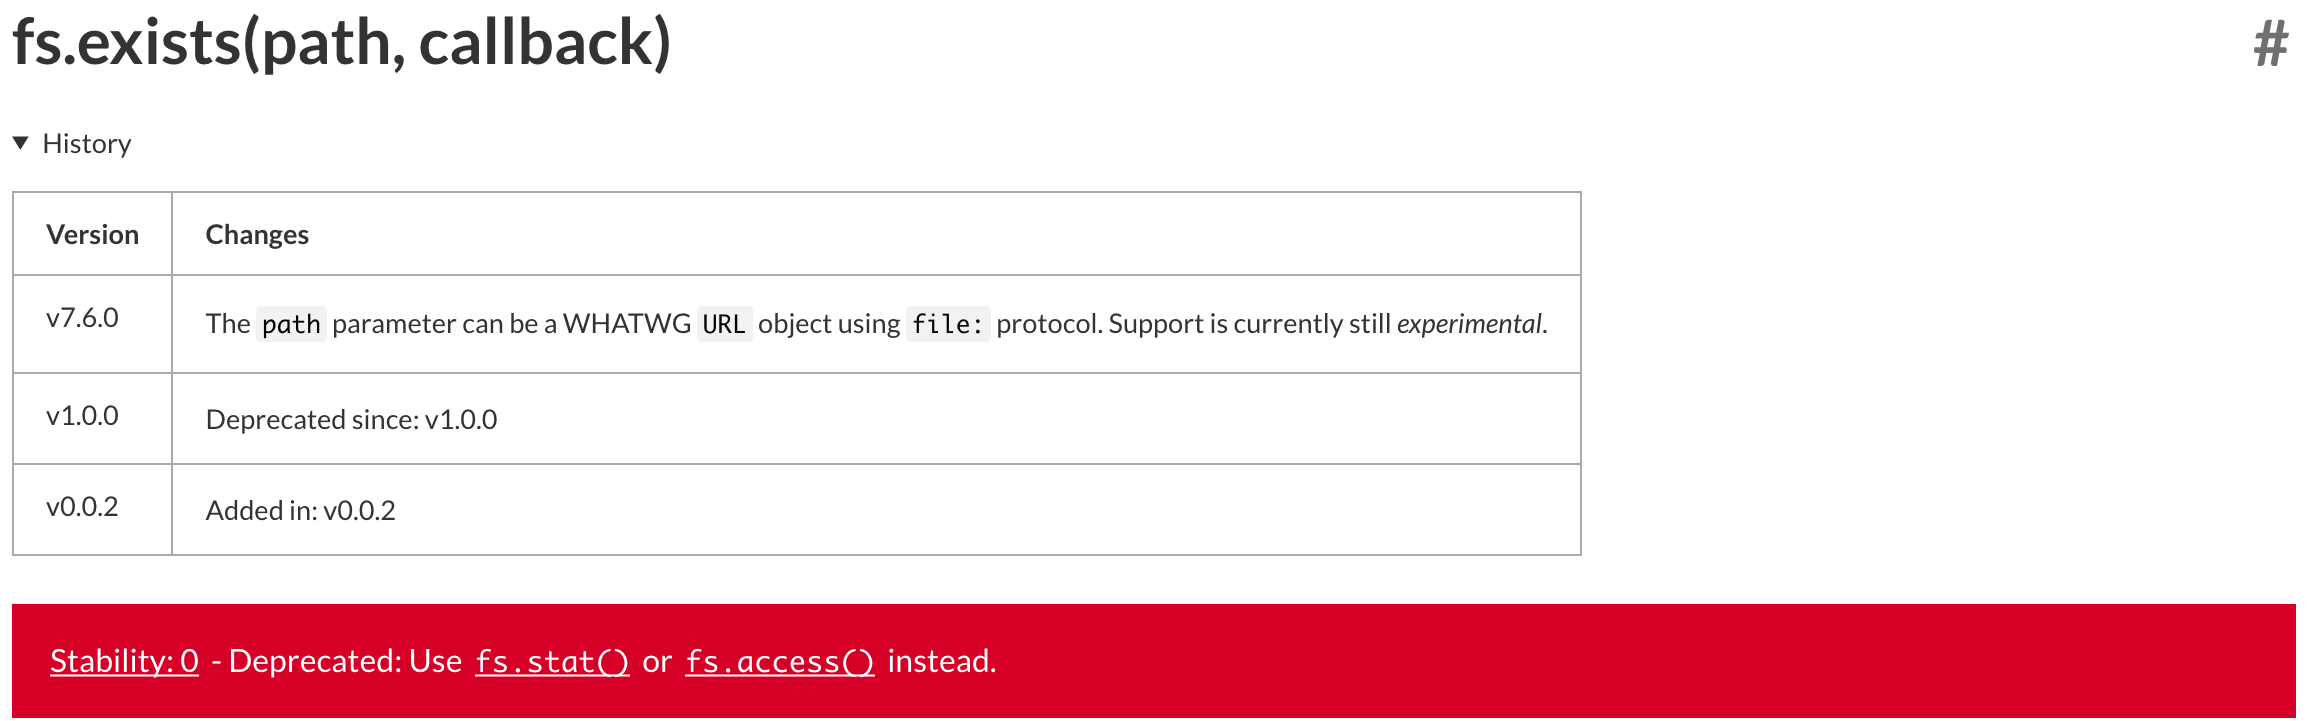 fs.exists(path, callback) #
▼ History
Version Changes
v7.6.0 The path parameter can be a WHATWG URL object using file: protocol. Support is currently still experimental.
v1.0.0 Deprecated since: v1.0.0
v0.0.2 Added in: v0.0.2
Stability: 0 - Deprecated: Use fs.stat() or fs.access() instead.